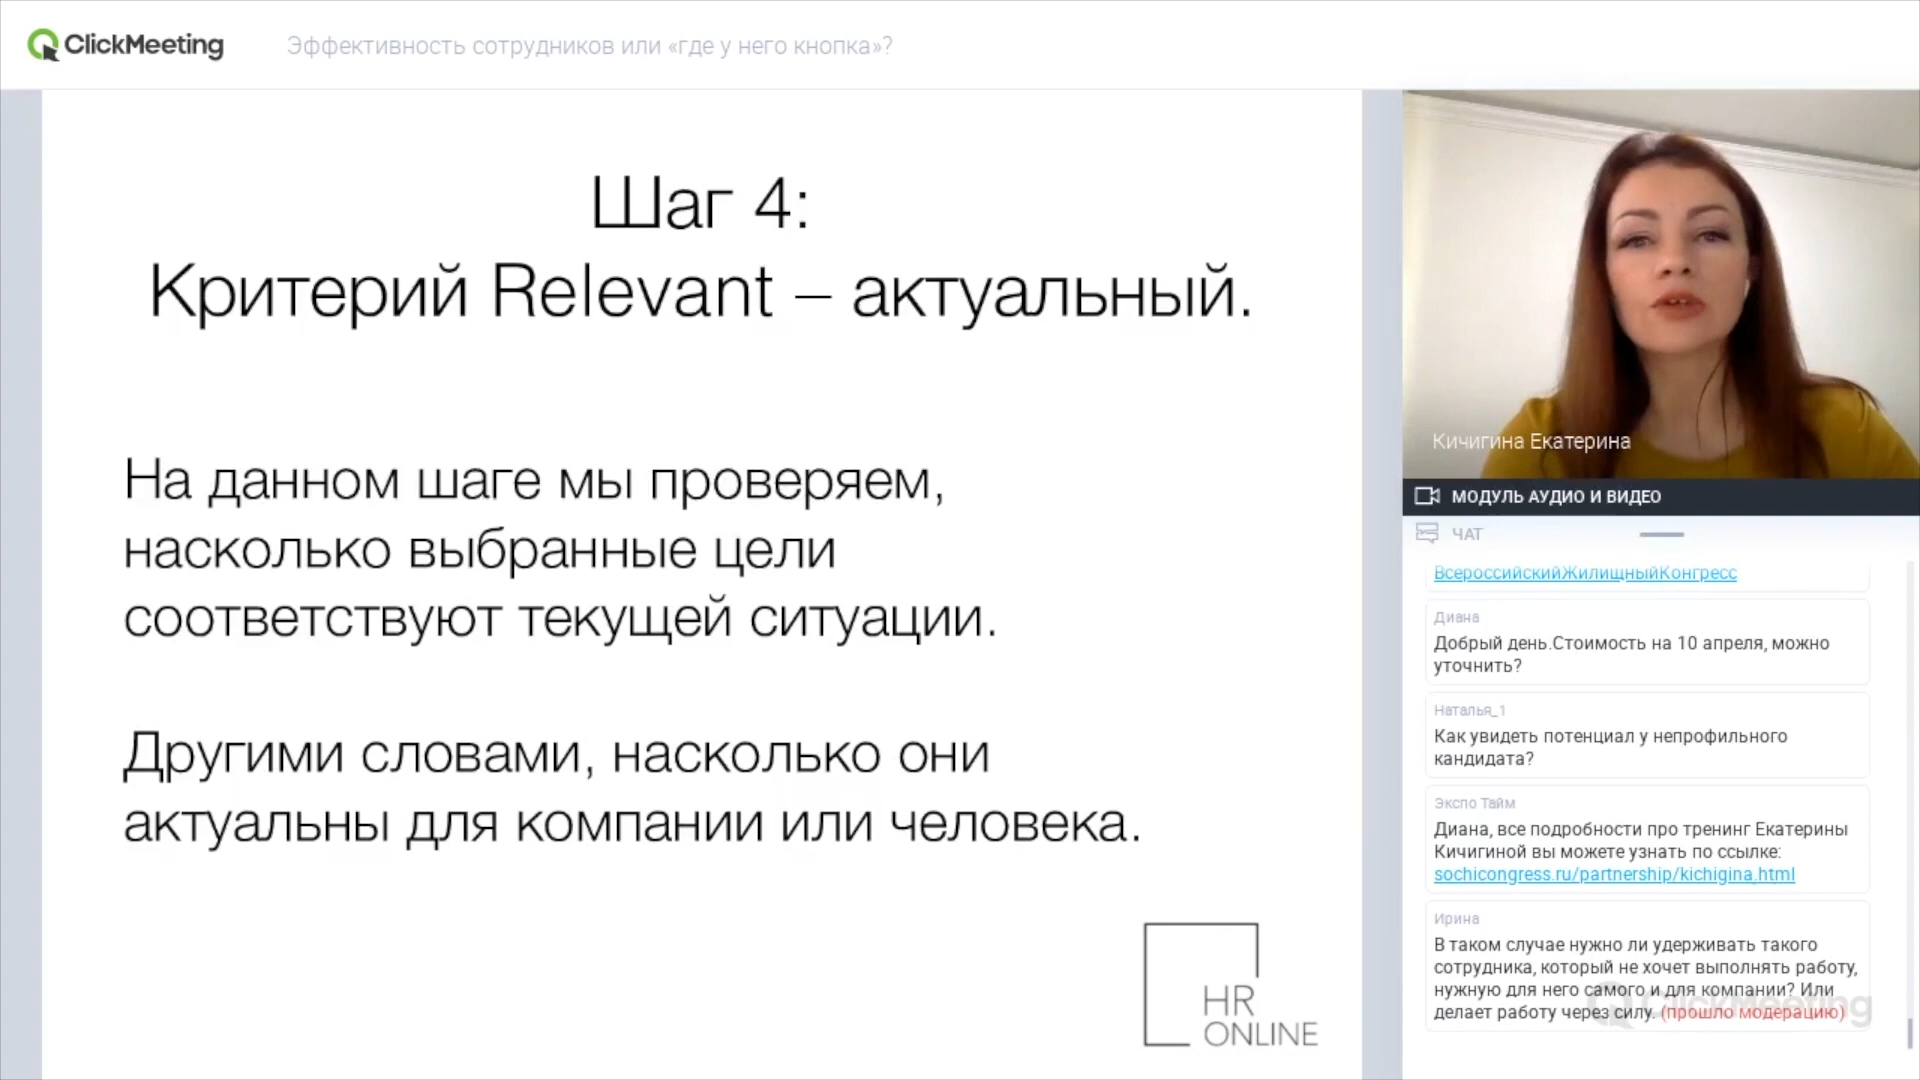 ClickMeeting
Эффективность сотрудников или «где у него кнопка»?
Шаг 4:
Критерий Relevant – актуальный.
На данном шаге мы проверяем,
насколько выбранные цели
соответствуют текущей ситуации.
Другими словами, насколько они
актуальны для компании или человека.
HR
ONLINE
Кичигина Екатерина
МОДУЛЬ АУДИО И ВИДЕО
ЧАТ
ВсероссийскийЖилищныйКонгресс
Диана
Добрый день.Стоимость на 10 апреля, можно
уточнить?
Наталья_1
Как увидеть потенциал у непрофильного
кандидата?
Экспо Тайм
Диана, все подробности про тренинг Екатерины
Кичигиной вы можете узнать по ссылке:
sochicongress.ru/partnership/kichigina.html
Ирина
В таком случае нужно ли удерживать такого
сотрудника, который не хочет выполнять работу,
нужную для него самого и для компании? Или
делает работу через силу. (прошло модерацию)
ClickMeeting